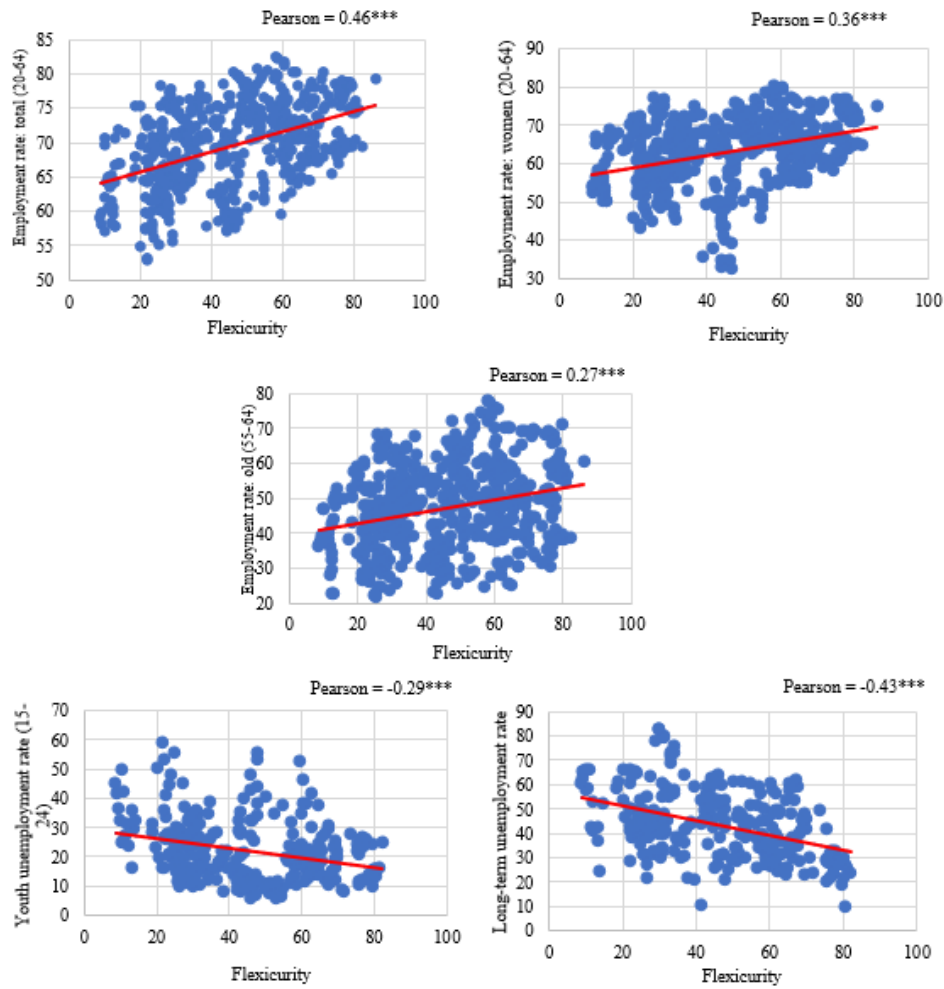 Pearson = 0.46***
Employment rate: total (20-64)
85
80
75
70
65
60
55
50
0 20 40 60 80 100
Flexicurity
Pearson = 0.36***
Employment rate: women (20-64)
90
80
70
60
50
40
30
0 20 40 60 80 100
Flexicurity
Pearson = 0.27***
Employment rate: old (55-64)
80
70
60
50
40
30
20
0 20 40 60 80 100
Flexicurity
Pearson = -0.29***
Youth unemployment rate (15-
24)
70
60
50
40
30
20
10
0
0 20 40 60 80 100
Flexicurity
Pearson = -0.43***
Long-term unemployment rate
90
80
70
60
50
40
30
20
10
0
0 20 40 60 80 100
Flexicurity